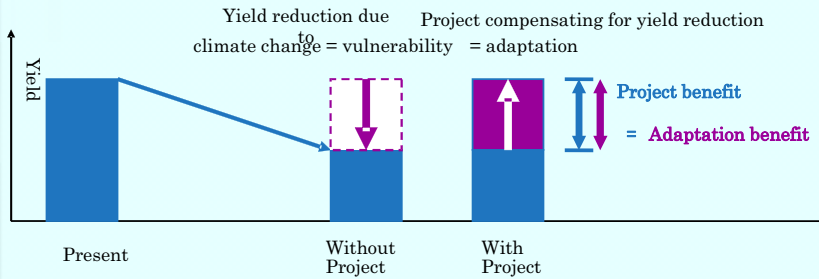 Yield reduction due
to
climate change = vulnerability
Project compensating for yield reduction
= adaptation
Yield
Project benefit
= Adaptation benefit
Present
Without
Project
With
Project